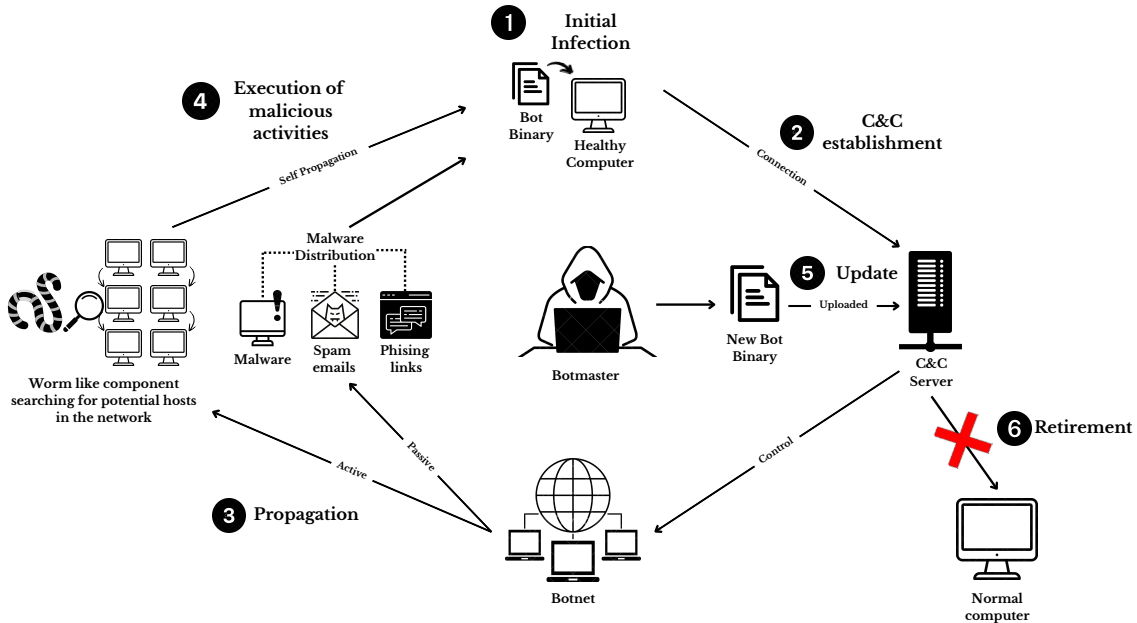 1
Initial
Infection
Bot
Binary
Healthy
Computer
2
C&C
establishment
Connection
4
Execution of
malicious
activities
Self Propagation
Malware
Distribution
Malware
Spam
emails
Phising
links
Worm like component
searching for potential hosts
in the network
Botmaster
New Bot
Binary
5
Update
Uploaded
C&C
Server
6
Retirement
Normal
computer
Control
Botnet
3
Propagation
Active
Passive